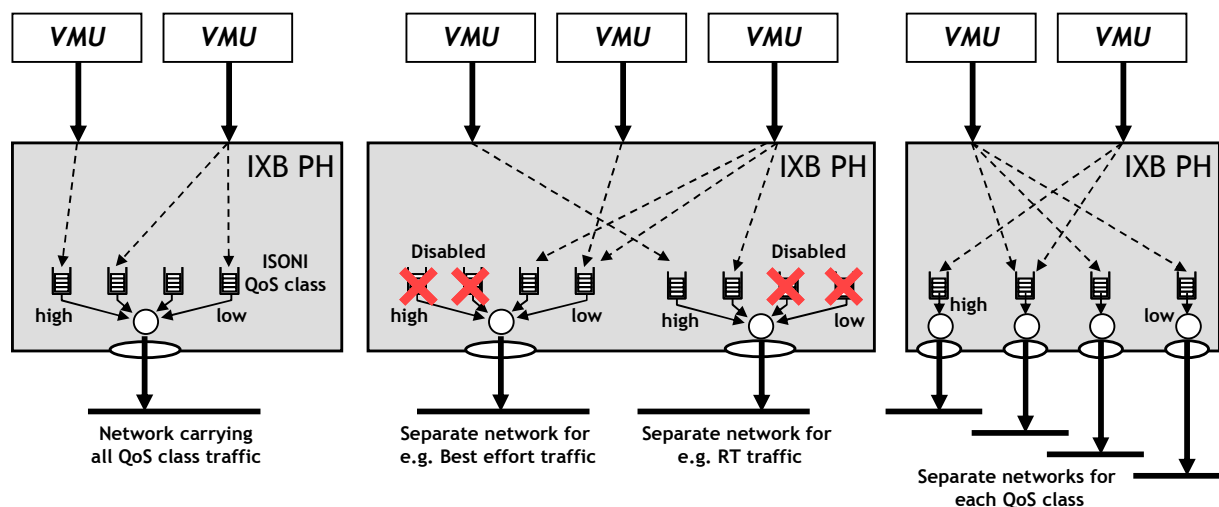 VMU
VMU
VMU
VMU
VMU
VMU
VMU
IXB PH
IXB PH
IXB PH
ISONI
QoS class
Disabled
Disabled
high
low
high
low
high
low
high
low
Network carrying
all QoS class traffic
Separate network for
e.g. Best effort traffic
Separate network for
e.g. RT traffic
Separate networks for
each QoS class